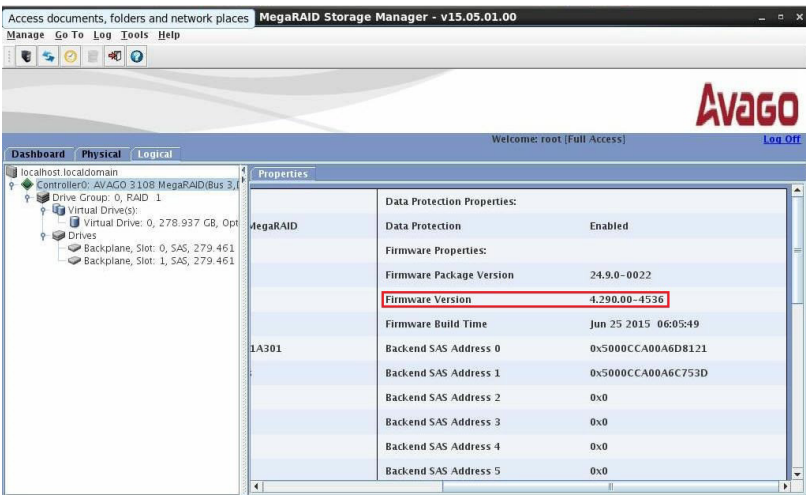 Access documents, folders and network places
MegaRAID Storage Manager - v15.05.01.00
Manage Go To Log Tools Help
Avago
Welcome: root [Full Access]
Log Off
Dashboard Physical Logical
localhost.localdomain
Controller0: AVAGO 3108 MegaRAID(Bus 3,
Drive Group: 0, RAID 1
Virtual Drive(s):
Virtual Drive: 0, 278.937 GB, Opt
Drives
Backplane, Slot: 0, SAS, 279.461
Backplane, Slot: 1, SAS, 279.461
Properties
Data Protection Properties:
MegaRAID Data Protection Enabled
Firmware Properties:
Firmware Package Version 24.9.0-0022
Firmware Version 4.290.00-4536
Firmware Build Time Jun 25 2015 06:05:49
1A301 Backend SAS Address 0 0x5000CCA00A6D8121
Backend SAS Address 1 0x5000CCA00A6C753D
Backend SAS Address 2 0x0
Backend SAS Address 3 0x0
Backend SAS Address 4 0x0
Backend SAS Address 5 0x0